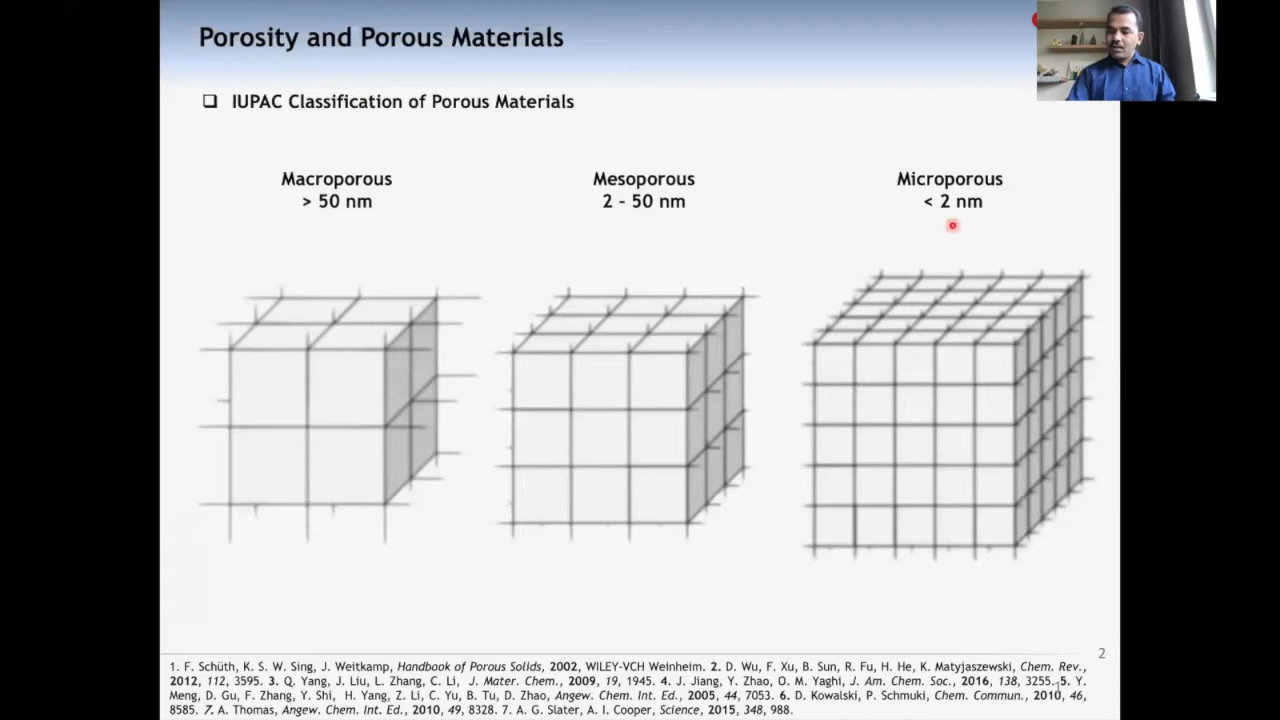 Porosity and Porous Materials
IUPAC Classification of Porous Materials
Macroporous
> 50 nm
Mesoporous
2 – 50 nm
Microporous
< 2 nm
2
1. F. Schüth, K. S. W. Sing, J. Weitkamp, Handbook of Porous Solids, 2002, WILEY-VCH Weinheim. 2. D. Wu, F. Xu, B. Sun, R. Fu, H. He, K. Matyjaszewski, Chem. Rev.,
2012, 112, 3595. 3. Q. Yang, J. Liu, L. Zhang, C. Li, J. Mater. Chem., 2009, 19, 1945. 4. J. Jiang, Y. Zhao, O. M. Yaghi, J. Am. Chem. Soc., 2016, 138, 3255. 5. Y.
Meng, D. Gu, F. Zhang, Y. Shi, H. Yang, Z. Li, C. Yu, B. Tu, D. Zhao, Angew. Chem. Int. Ed., 2005, 44, 7053. 6. D. Kowalski, P. Schmuki, Chem. Commun., 2010, 46,
8585. 7. A. Thomas, Angew. Chem. Int. Ed., 2010, 49, 8328. 7. A. G. Slater, A. I. Cooper, Science, 2015, 348, 988.